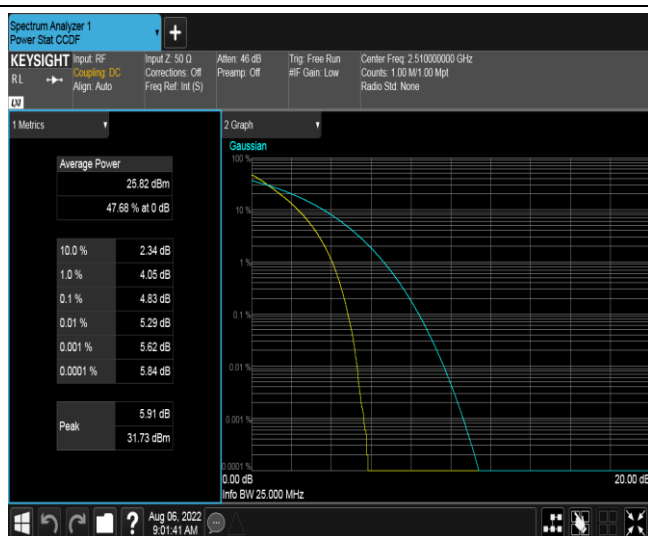 Spectrum Analyzer 1
Power Stat CCDF
+
KEYSIGHT
RL
LXI
Input: RF
Coupling: DC
Align: Auto
Input Z: 50 Ω
Corrections: Off
Freq Ref: Int (S)
Atten: 46 dB
Preamp: Off
Trig: Free Run
#IF Gain: Low
Center Freq: 2.510000000 GHz
Counts: 1.00 M/1.00 Mpt
Radio Std: None
1 Metrics
Average Power
25.82 dBm
47.68 % at 0 dB
10.0 % 2.34 dB
1.0 % 4.05 dB
0.1 % 4.83 dB
0.01 % 5.29 dB
0.001 % 5.62 dB
0.0001 % 5.84 dB
Peak
5.91 dB
31.73 dBm
2 Graph
Gaussian
100 %
10 %
1 %
0.1 %
0.01 %
0.001 %
0.0001 %
0.00 dB
20.00 dB
Info BW 25.000 MHz
?
Aug 06, 2022
9:01:41 AM